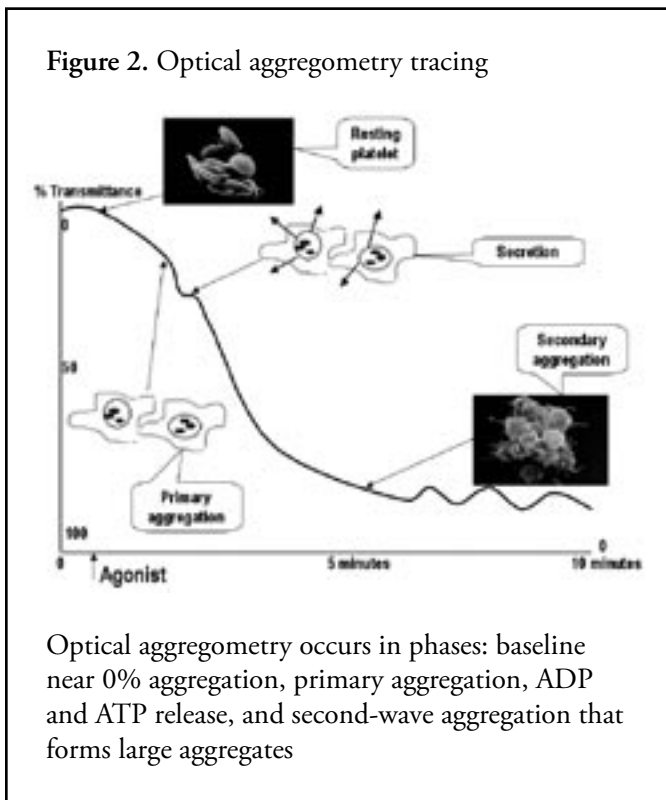 Figure 2. Optical aggregometry tracing
Resting
platelet
% Transmittance
0
Secretion
Secondary
aggregation
50
Primary
aggregation
100
0
0
5 minutes
10 minutes
Agonist
Optical aggregometry occurs in phases: baseline
near 0% aggregation, primary aggregation, ADP
and ATP release, and second-wave aggregation that
forms large aggregates